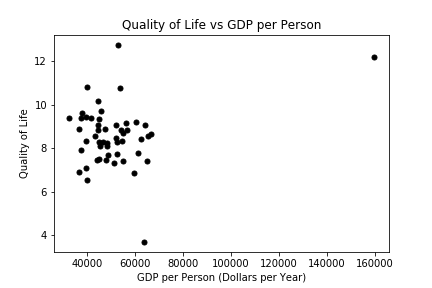 Quality of Life vs GDP per Person
12
10
8
6
4
Quality of Life
40000 60000 80000 100000 120000 140000 160000
GDP per Person (Dollars per Year)